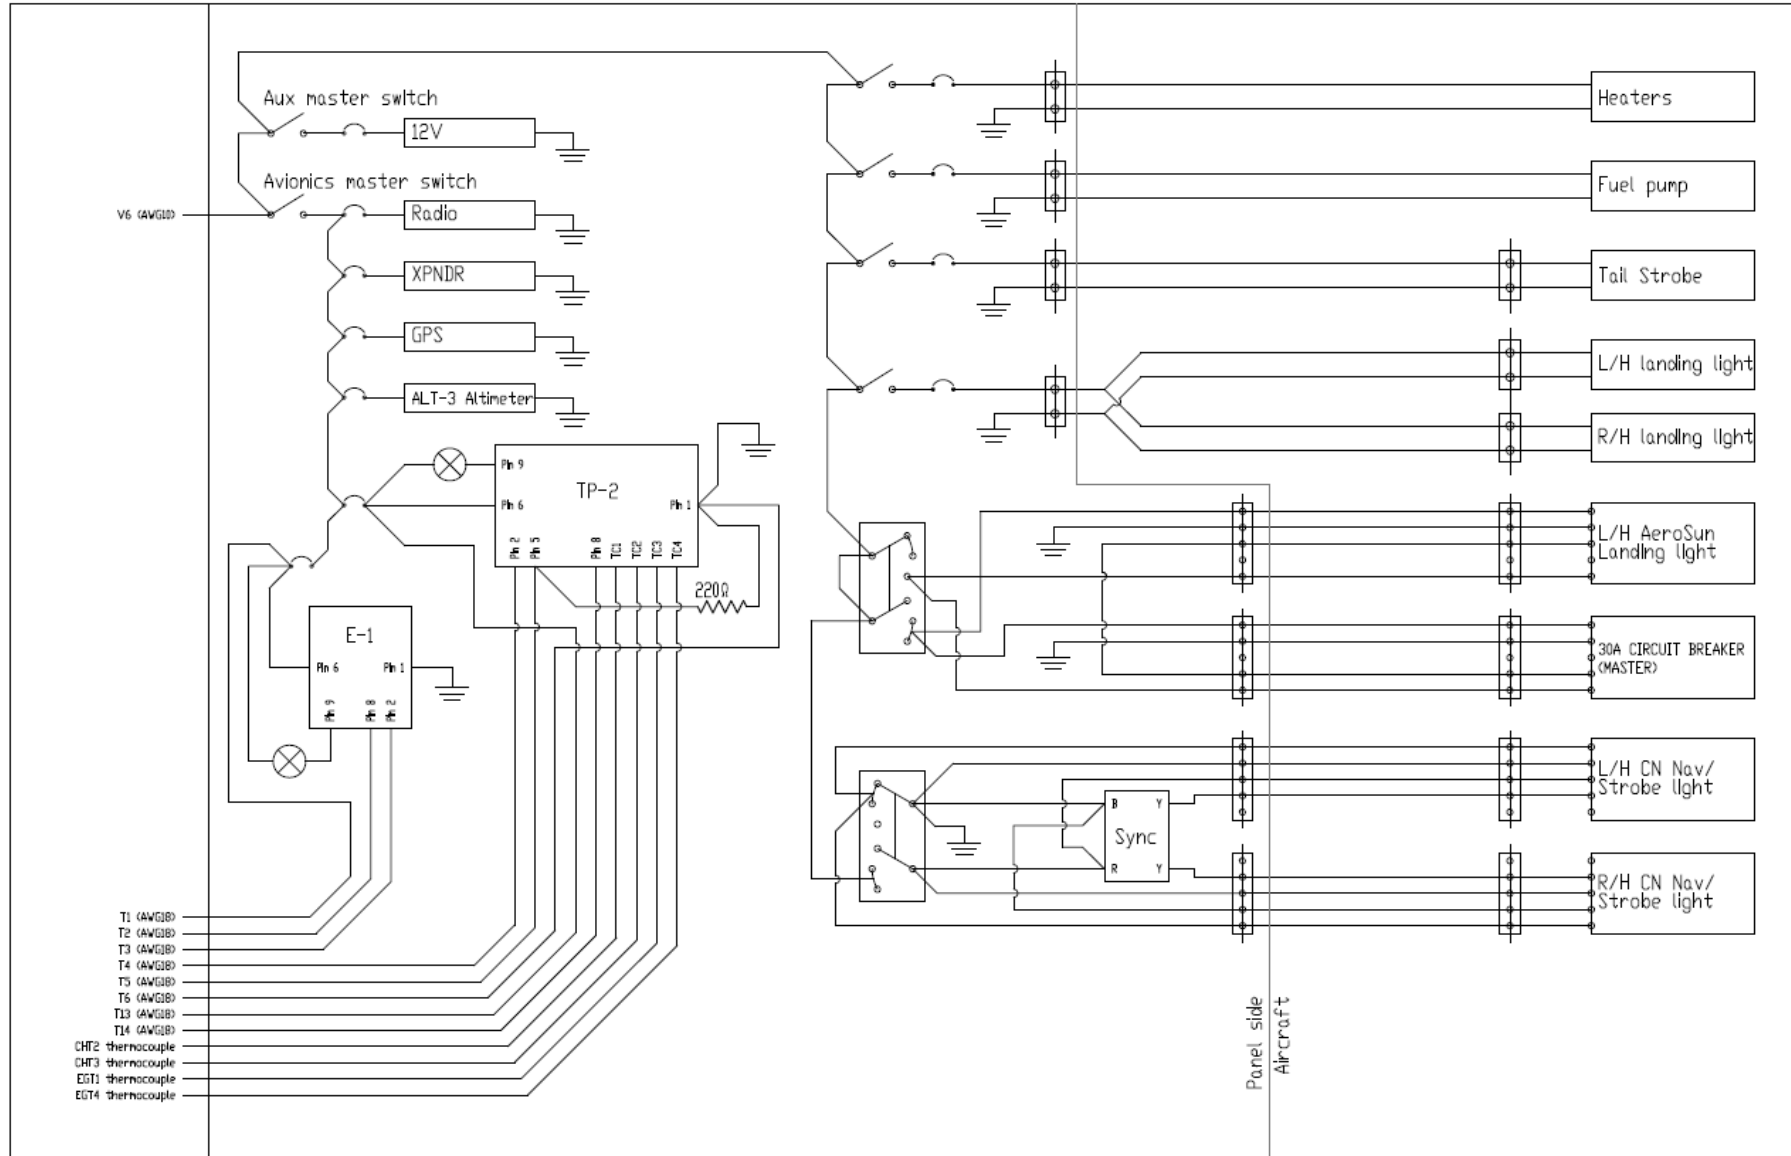 Aux master switch
12V
Avionics master switch
V6 (AWG10)
Radio
XPNDR
GPS
ALT-3 Altimeter
Pin 9
TP-2
Pin 6
Pin 1
Pin 2
Pin 5
Pin 8
TC1
TC2
TC3
TC4
220Ω
E-1
Pin 6
Pin 1
Pin 9
Pin 8
Pin 2
T1 (AWG18)
T2 (AWG18)
T3 (AWG18)
T4 (AWG18)
T5 (AWG18)
T6 (AWG18)
T13 (AWG18)
T14 (AWG18)
CHT2 thermocouple
CHT3 thermocouple
EGT1 thermocouple
EGT4 thermocouple
Heaters
Fuel pump
Tail Strobe
L/H landing light
R/H landing light
L/H AeroSun
Landing light
30A CIRCUIT BREAKER
(MASTER)
L/H CN Nav/
Strobe light
B
Y
Sync
R
Y
R/H CN Nav/
Strobe light
Panel side
Aircraft